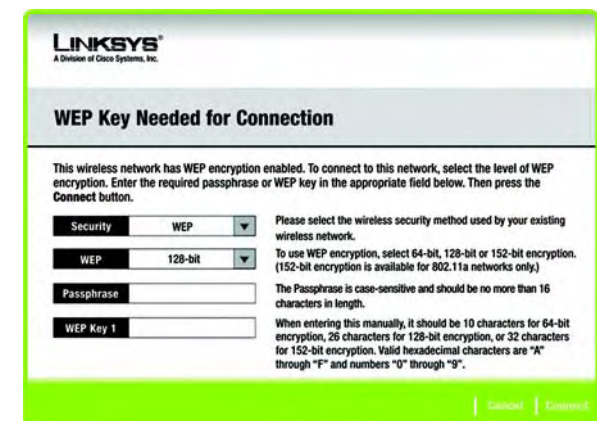 LINKSYS®
A Division of Cisco Systems, Inc.
WEP Key Needed for Connection
This wireless network has WEP encryption enabled. To connect to this network, select the level of WEP
encryption. Enter the required passphrase or WEP key in the appropriate field below. Then press the
Connect button.
Security WEP
Please select the wireless security method used by your existing
wireless network.
WEP 128-bit
To use WEP encryption, select 64-bit, 128-bit or 152-bit encryption.
(152-bit encryption is available for 802.11a networks only.)
Passphrase
The Passphrase is case-sensitive and should be no more than 16
characters in length.
WEP Key 1
When entering this manually, it should be 10 characters for 64-bit
encryption, 26 characters for 128-bit encryption, or 32 characters
for 152-bit encryption. Valid hexadecimal characters are “A”
through “F” and numbers “0” through “9”.
Cancel Connect